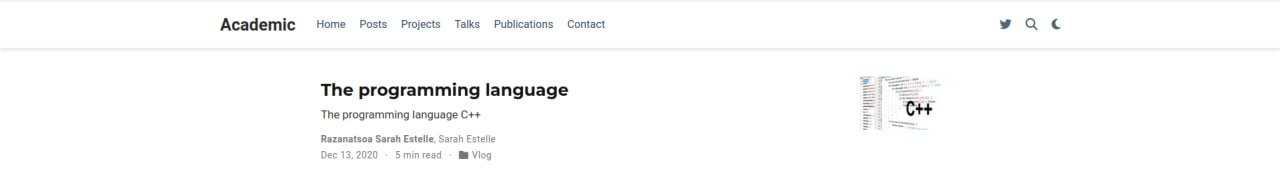 Academic Home Posts Projects Talks Publications Contact
The programming language
The programming language C++
Razanatsoa Sarah Estelle, Sarah Estelle
Dec 13, 2020 · 5 min read · Vlog
C++